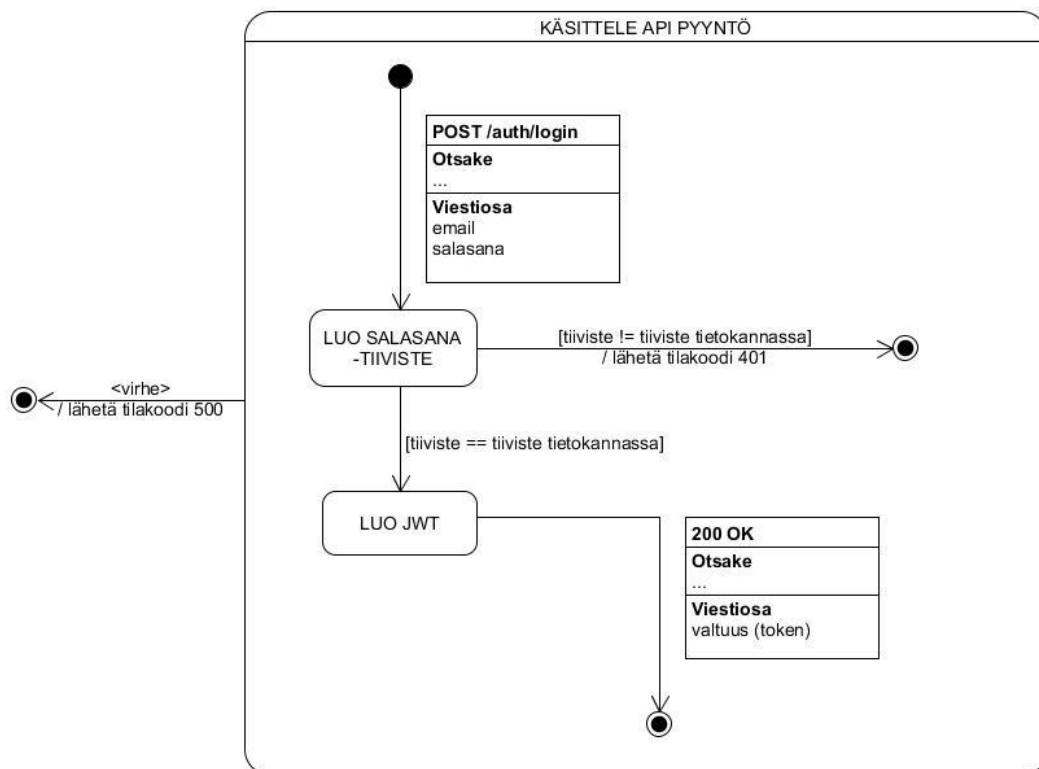 KÄSITTELE API PYYNTÖ
POST /auth/login
Otsake
...
Viestiosa
email
salasana
LUO SALASANA
-TIIVISTE
[tiiviste != tiiviste tietokannassa]
/ lähetä tilakoodi 401
<virhe>
/ lähetä tilakoodi 500
[tiiviste == tiiviste tietokannassa]
LUO JWT
200 OK
Otsake
...
Viestiosa
valtuus (token)